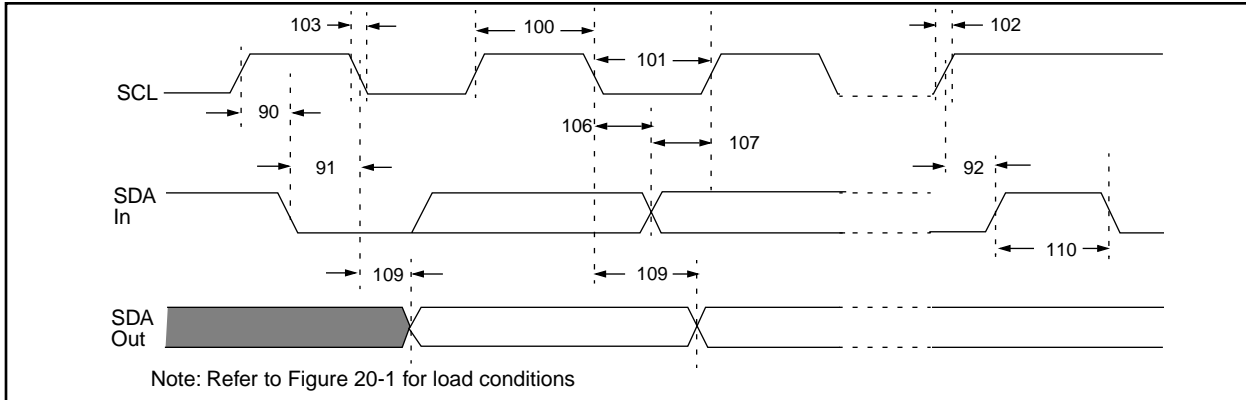 103
100
102
101
SCL
90
106
107
91
92
SDA
In
110
109
109
SDA
Out
Note: Refer to Figure 20-1 for load conditions